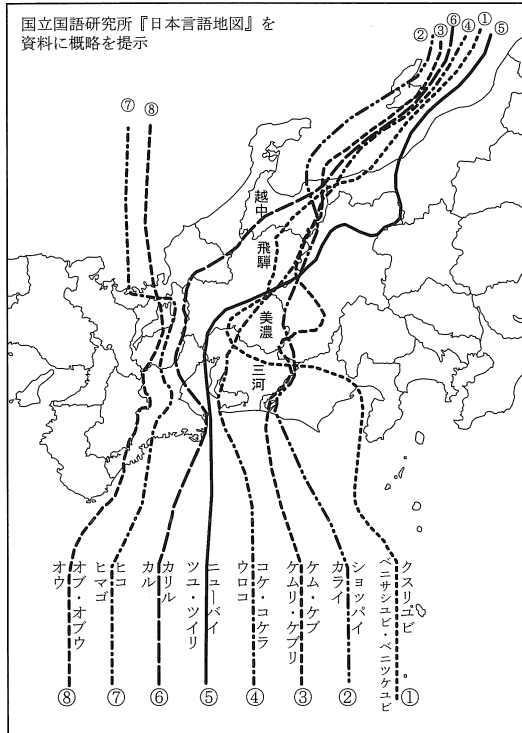 国立国語研究所『日本言語地図』を
資料に概略を提示
②
③
⑥
④
①
⑤
⑦
⑧
越中
飛騨
美濃
三河
クスリユビ
ベニサシユビ・ベニツケユビ
①
ショッパイ
カライ
②
ケム・ケブ
ケムリ・ケブリ
③
コケ・コケラ
ウロコ
④
ニューバイ
ツユ・ツイリ
⑤
カリル
カル
⑥
ヒコ
ヒマゴ
⑦
オブ・オブウ
オウ
⑧